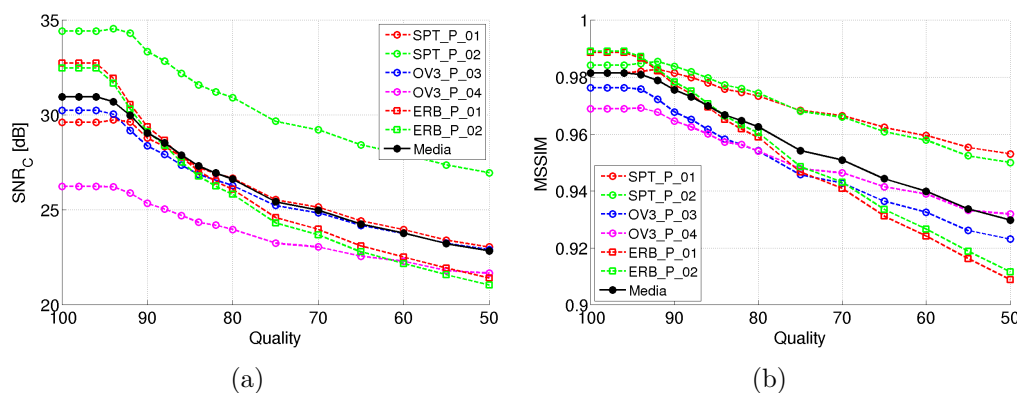 35
30
25
20
SNR_C [dB]
100 90 80 70 60 50
Quality
SPT_P_01
SPT_P_02
OV3_P_03
OV3_P_04
ERB_P_01
ERB_P_02
Media
(a)
1
0.98
0.96
0.94
0.92
0.9
MSSIM
100 90 80 70 60 50
Quality
SPT_P_01
SPT_P_02
OV3_P_03
OV3_P_04
ERB_P_01
ERB_P_02
Media
(b)